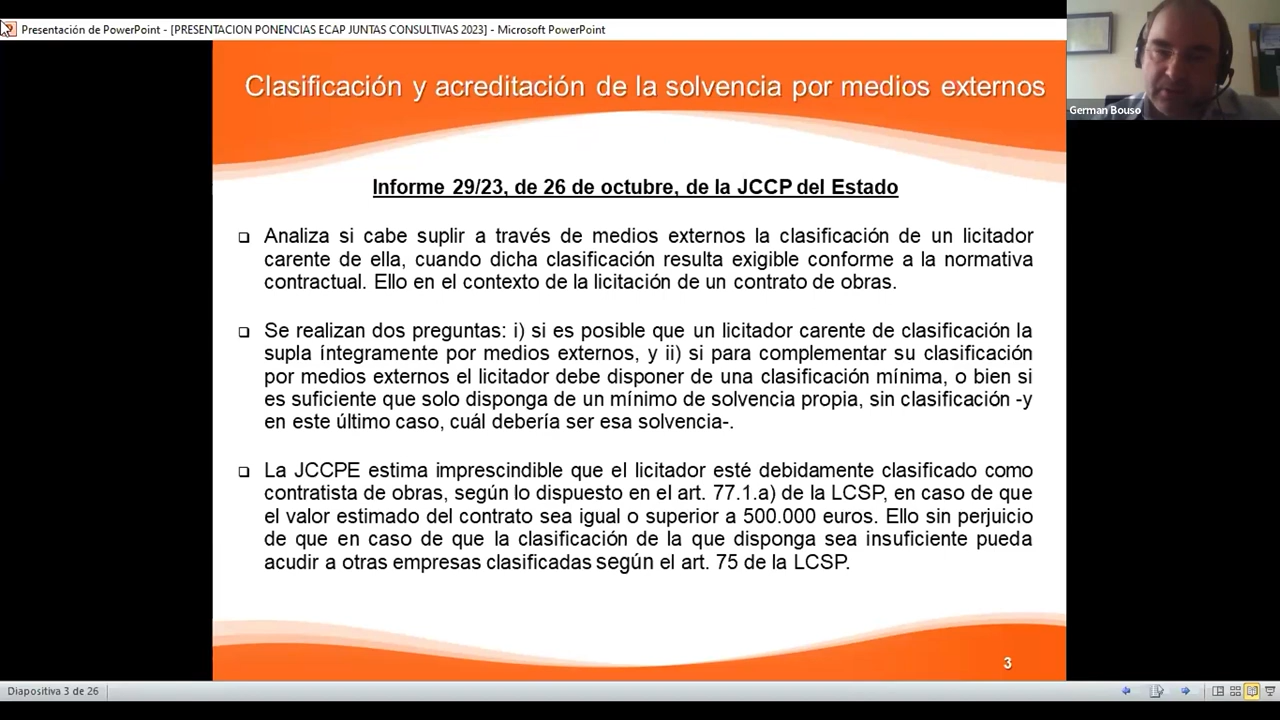 Presentación de PowerPoint - [PRESENTACION PONENCIAS ECAP JUNTAS CONSULTIVAS 2023] - Microsoft PowerPoint
German Bouso
Clasificación y acreditación de la solvencia por medios externos
Informe 29/23, de 26 de octubre, de la JCCP del Estado
Analiza si cabe suplir a través de medios externos la clasificación de un licitador
carente de ella, cuando dicha clasificación resulta exigible conforme a la normativa
contractual. Ello en el contexto de la licitación de un contrato de obras.
Se realizan dos preguntas: i) si es posible que un licitador carente de clasificación la
supla íntegramente por medios externos, y ii) si para complementar su clasificación
por medios externos el licitador debe disponer de una clasificación mínima, o bien si
es suficiente que solo disponga de un mínimo de solvencia propia, sin clasificación -y
en este último caso, cuál debería ser esa solvencia-.
La JCCPE estima imprescindible que el licitador esté debidamente clasificado como
contratista de obras, según lo dispuesto en el art. 77.1.a) de la LCSP, en caso de que
el valor estimado del contrato sea igual o superior a 500.000 euros. Ello sin perjuicio
de que en caso de que la clasificación de la que disponga sea insuficiente pueda
acudir a otras empresas clasificadas según el art. 75 de la LCSP.
3
Diapositiva 3 de 26